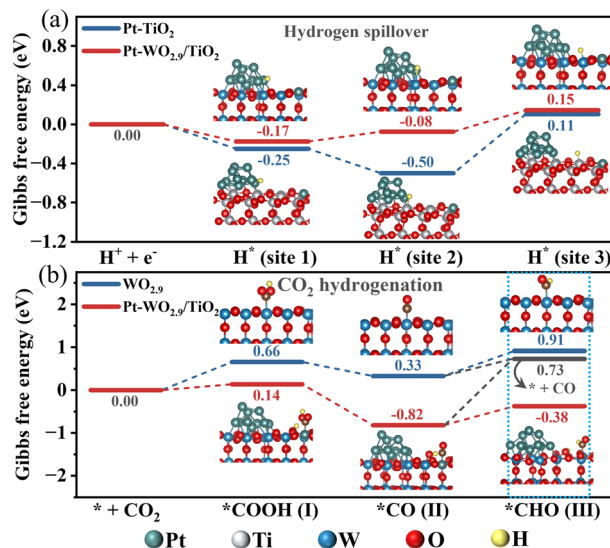 (a)
Pt-TiO2
Pt-WO2.9/TiO2
Hydrogen spillover
Gibbs free energy (eV)
0.8
0.4
0.0
−0.4
−0.8
−1.2
0.00
-0.17
-0.25
-0.08
-0.50
0.15
0.11
H+ + e-
H* (site 1)
H* (site 2)
H* (site 3)
(b)
WO2.9
Pt-WO2.9/TiO2
CO2 hydrogenation
Gibbs free energy (eV)
2
1
0
−1
−2
0.00
0.66
0.14
0.33
-0.82
0.91
0.73
* + CO
-0.38
* + CO2
*COOH (I)
*CO (II)
*CHO (III)
Pt
Ti
W
O
H